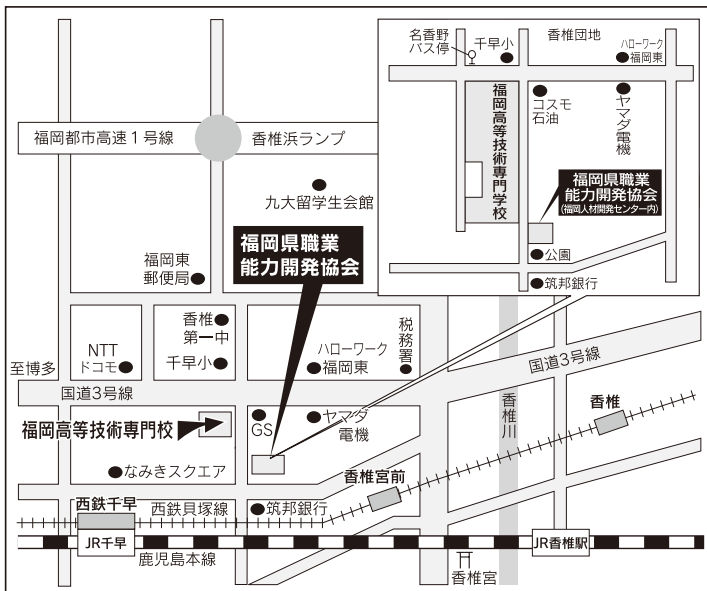 名香野
バス停
千早小
香椎団地
ハローワーク
福岡東
コスモ
石油
ヤマダ電機
福岡高等技術専門学校
福岡県職業
能力開発協会
(福岡人材開発センター内)
公園
筑邦銀行
福岡都市高速1号線
香椎浜ランプ
九大留学生会館
福岡県職業
能力開発協会
福岡東
郵便局
香椎
第一中
千早小
NTT
ドコモ
至博多
ハローワーク
福岡東
税務署
国道3号線
国道3号線
福岡高等技術専門校
GS
ヤマダ
電機
香椎川
香椎
なみきスクエア
香椎宮前
西鉄千早
西鉄貝塚線
筑邦銀行
JR千早
鹿児島本線
香椎宮
JR香椎駅